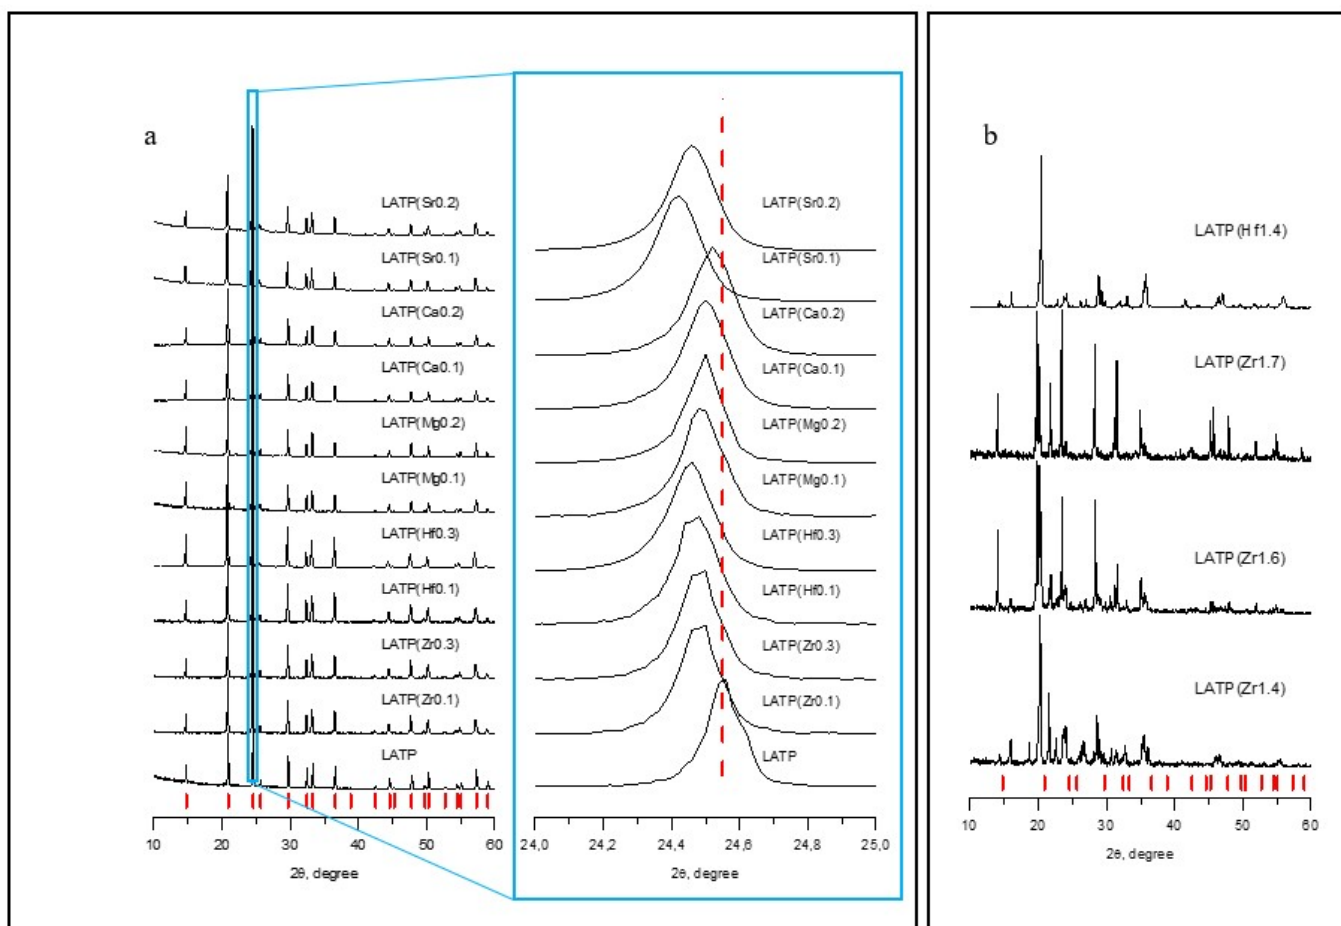 a
LATP(Sr0.2)
LATP(Sr0.1)
LATP(Ca0.2)
LATP(Ca0.1)
LATP(Mg0.2)
LATP(Mg0.1)
LATP(Hf0.3)
LATP(Hf0.1)
LATP(Zr0.3)
LATP(Zr0.1)
LATP
10 20 30 40 50 60
2θ, degree
LATP(Sr0.2)
LATP(Sr0.1)
LATP(Ca0.2)
LATP(Ca0.1)
LATP(Mg0.2)
LATP(Mg0.1)
LATP(Hf0.3)
LATP(Hf0.1)
LATP(Zr0.3)
LATP(Zr0.1)
LATP
24,0 24,2 24,4 24,6 24,8 25,0
2θ, degree
b
LATP(Hf1.4)
LATP(Zr1.7)
LATP(Zr1.6)
LATP(Zr1.4)
10 20 30 40 50 60
2θ, degree